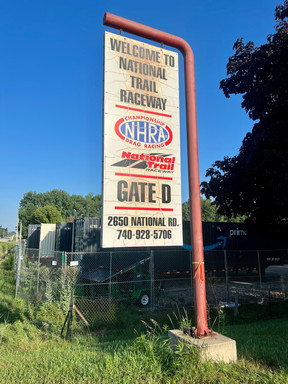 WELCOME TO
NATIONAL
TRAIL
RACEWAY
CHAMPIONSHIP
NHRA
DRAG RACING
National Trail
RACEWAY
GATE D
2650 NATIONAL RD.
740-928-5706
prime